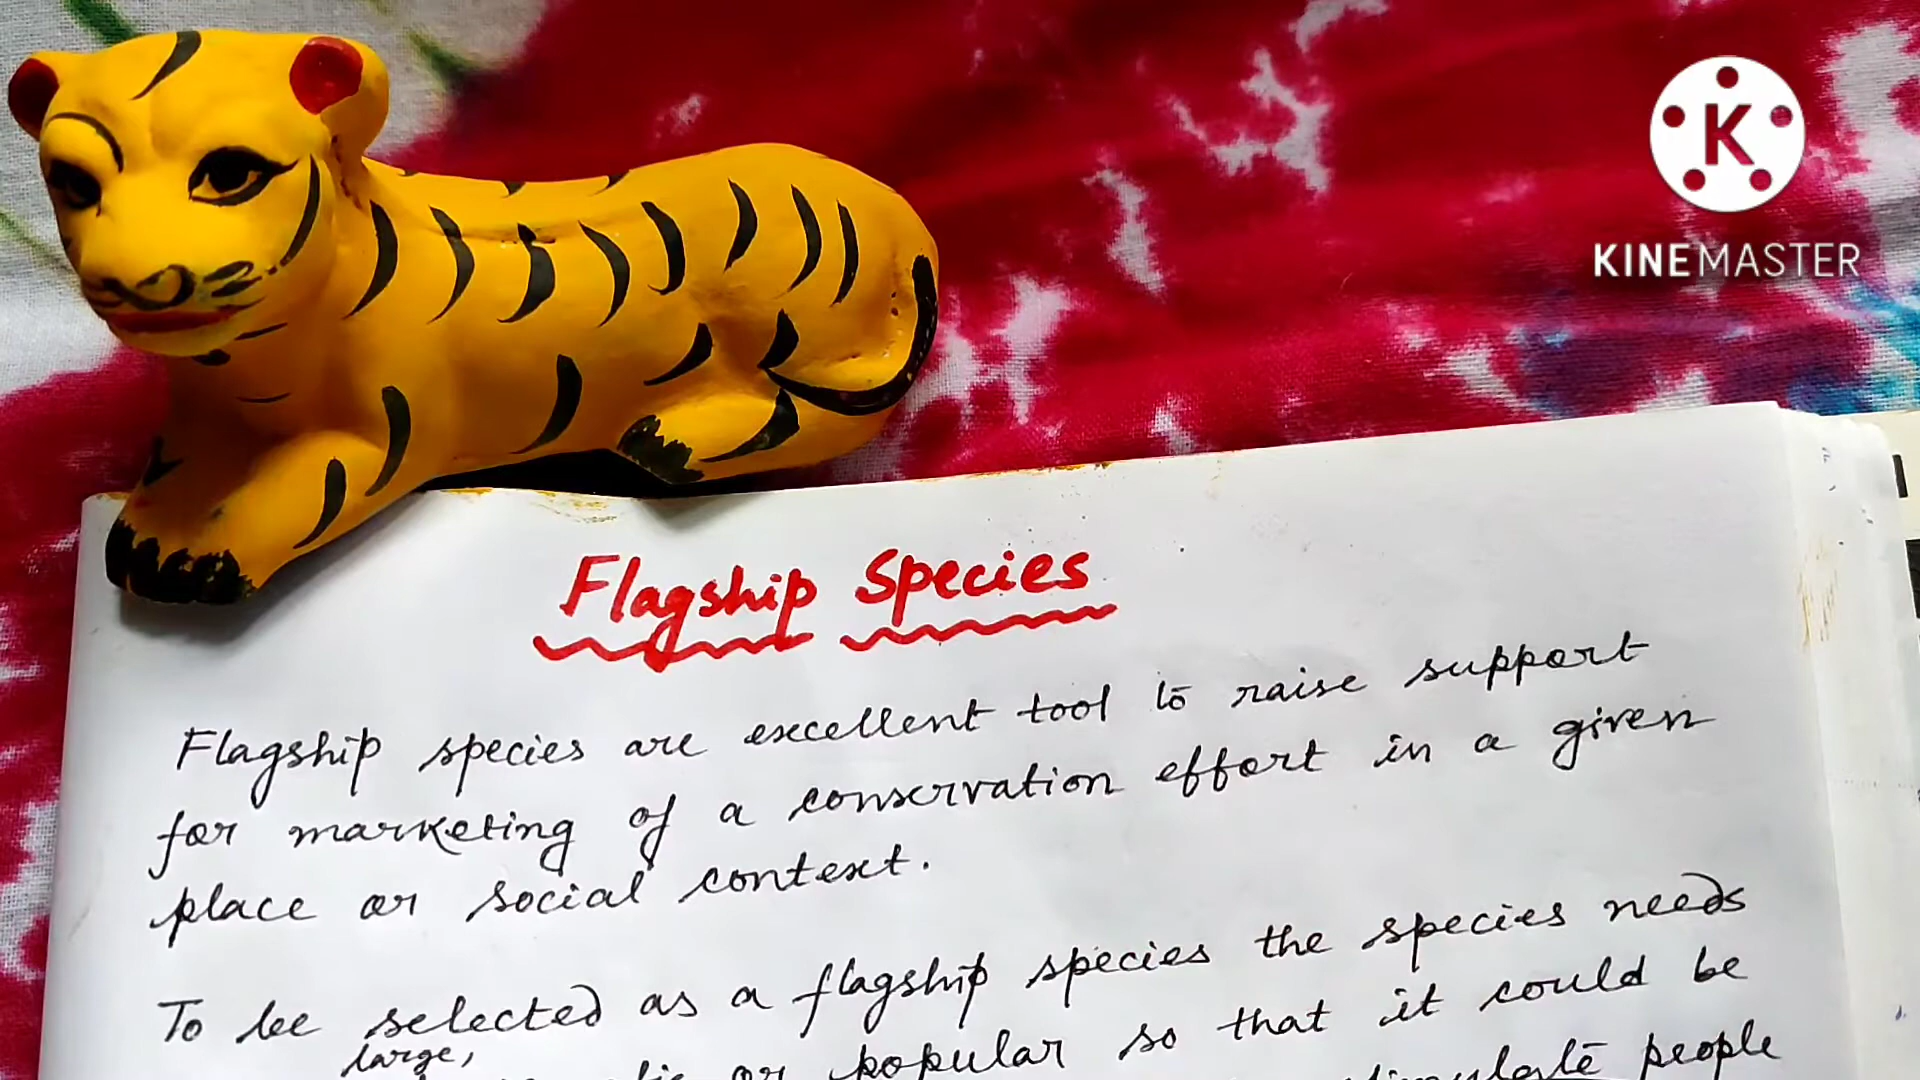 K
KINEMASTER
Flagship Species
Flagship species are excellent tool to raise support
for marketing of a conservation effort in a given
place or social context.
To be selected as a flagship species the species needs
large,
or popular so that it could be
stimulate people